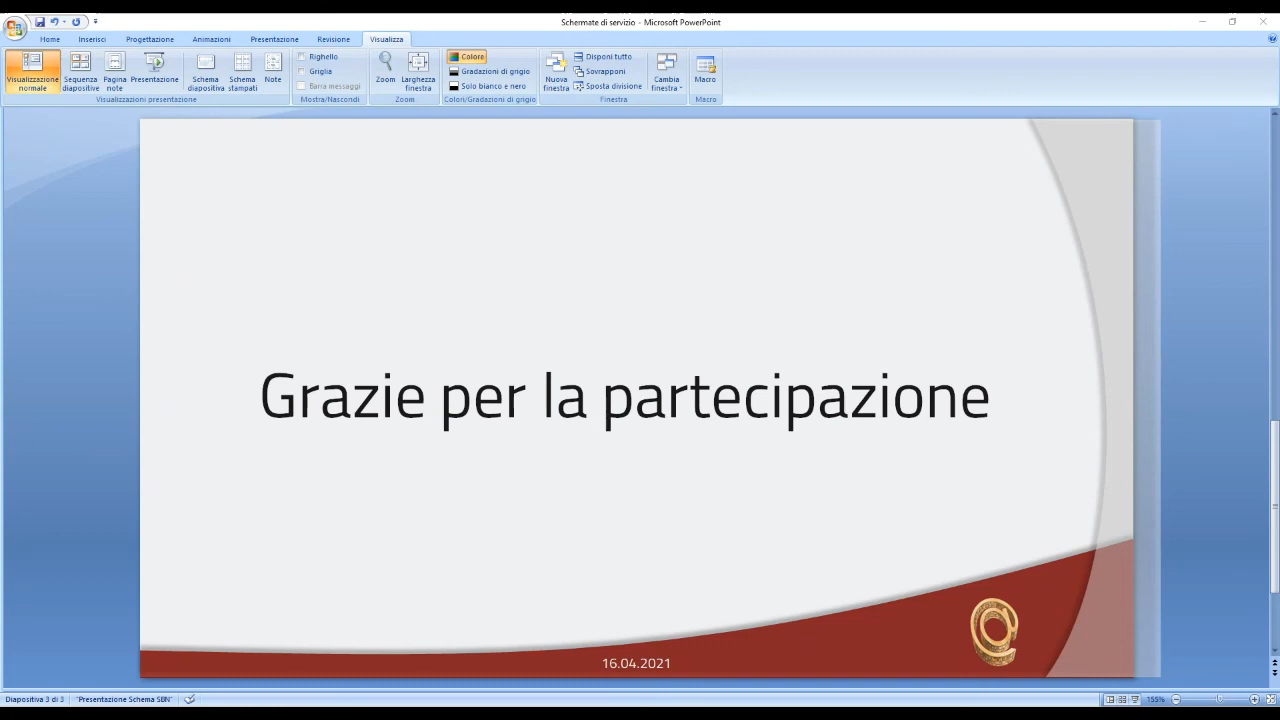 Schermate di servizio - Microsoft PowerPoint
Home Inserisci Progettazione Animazioni Presentazione Revisione Visualizza
Visualizzazione normale
Sequenza diapositive
Pagina note
Presentazione
Schema diapositiva
Schema stampati
Note
Visualizzazioni presentazione
Righello
Griglia
Barra messaggi
Mostra/Nascondi
Zoom
Larghezza finestra
Zoom
Colore
Gradazioni di grigio
Solo bianco e nero
Colori/Gradazioni di grigio
Nuova finestra
Disponi tutto
Sovrapponi
Sposta divisione
Cambia finestra
Finestra
Macro
Macro
Grazie per la partecipazione
16.04.2021
Diapositiva 3 di 3 "Presentazione Schema SBN" 155%